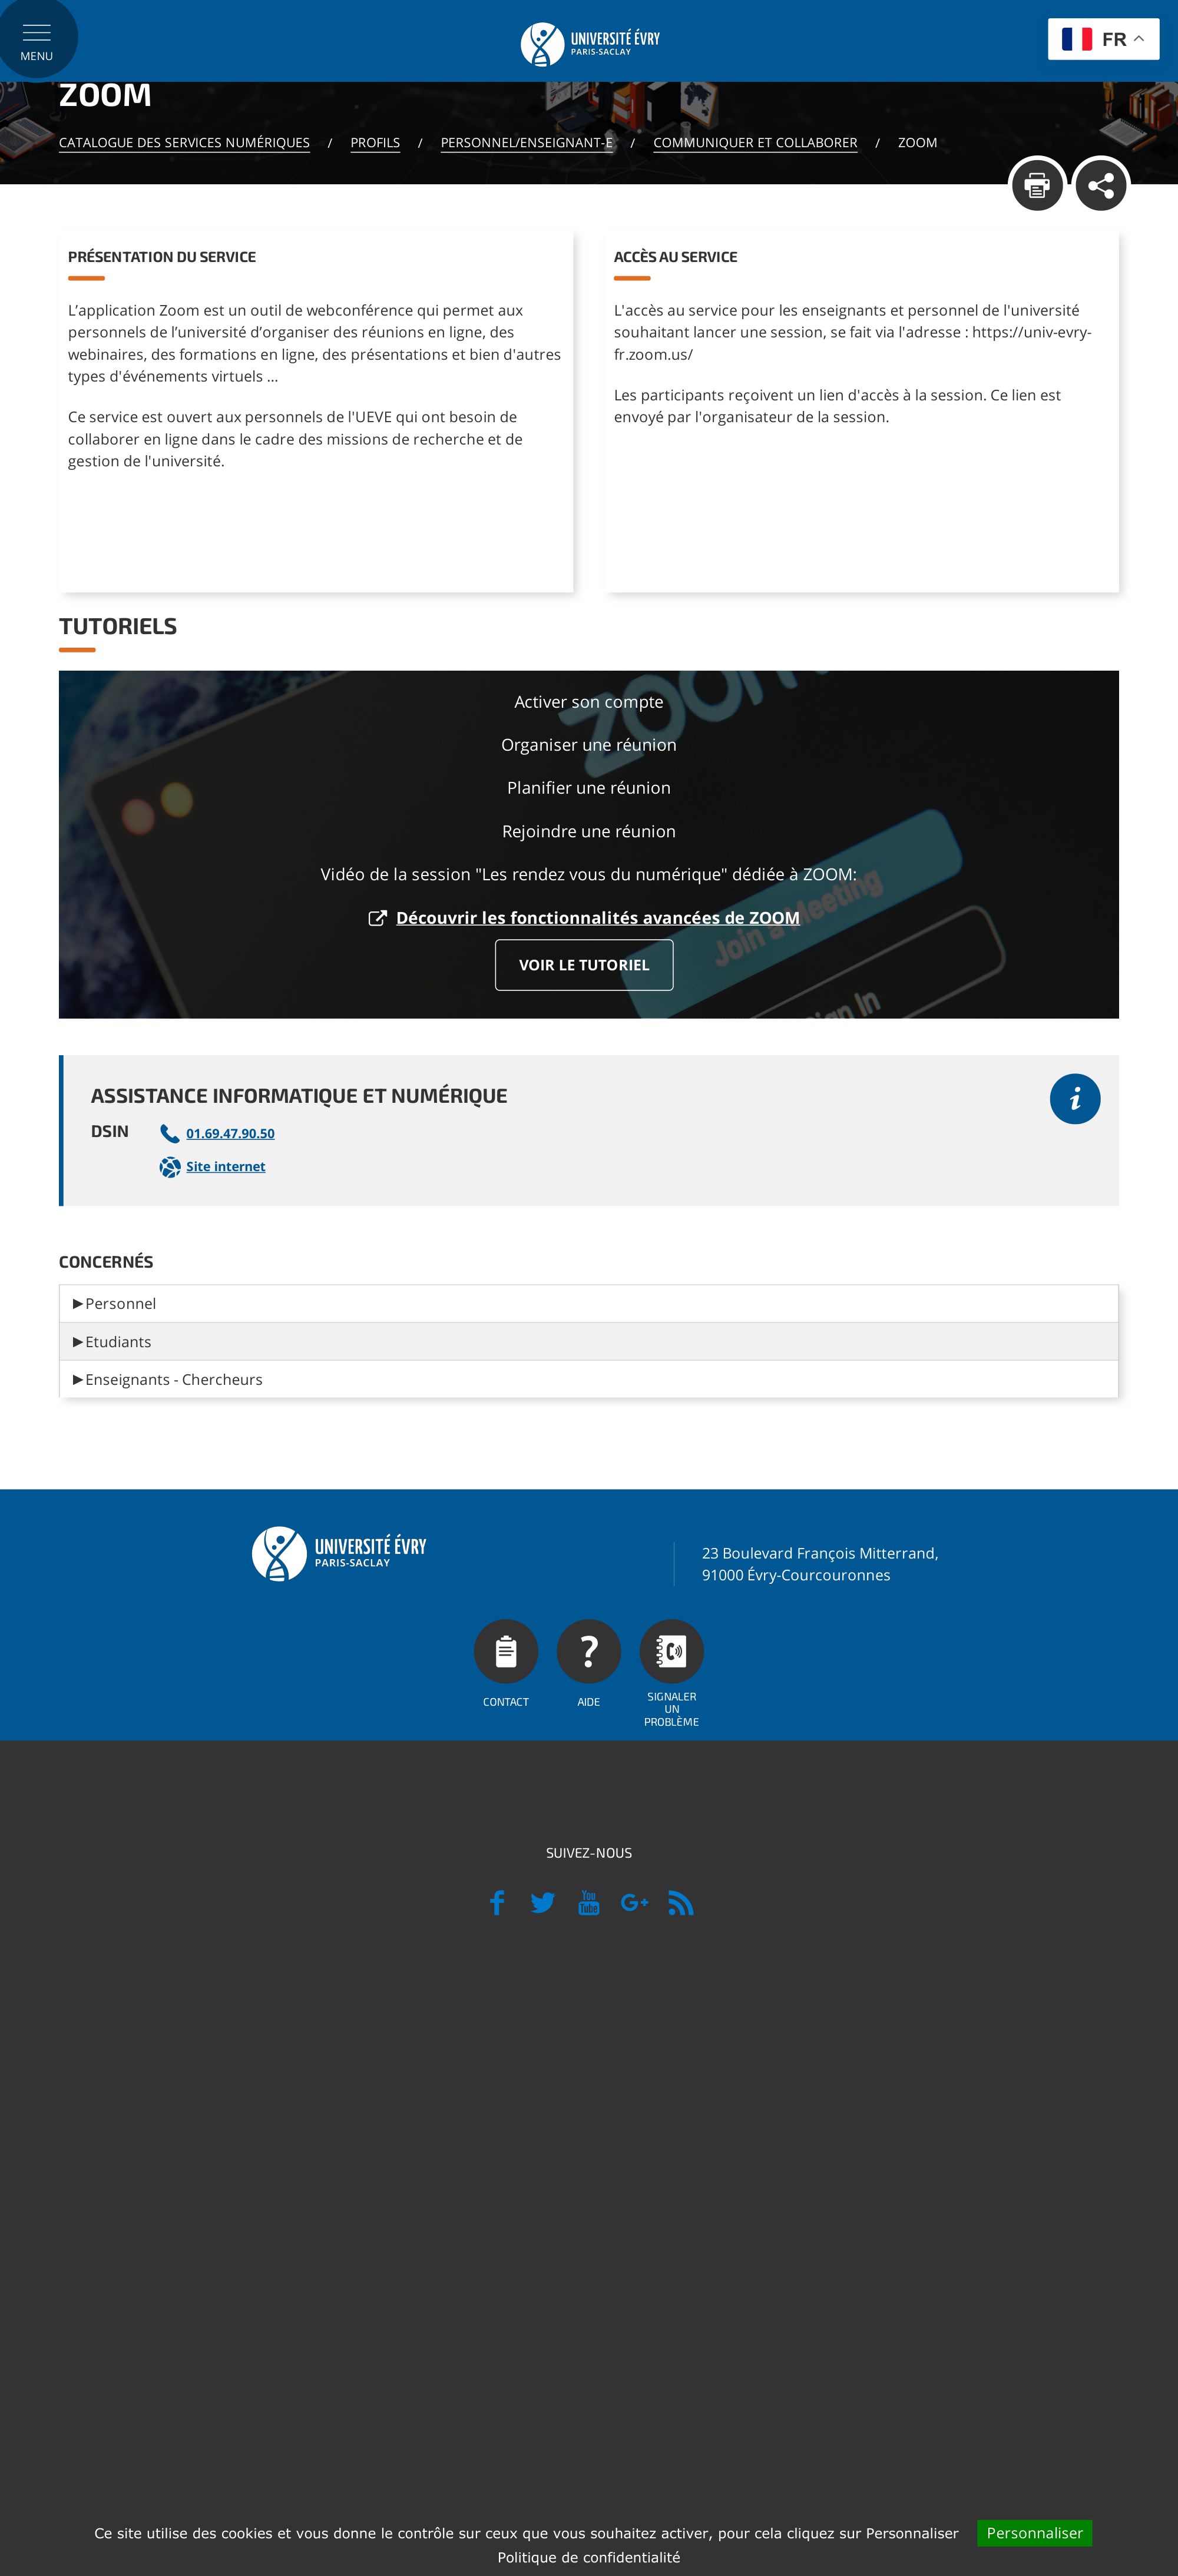 MENU
UNIVERSITÉ ÉVRY
PARIS-SACLAY
FR
ZOOM
CATALOGUE DES SERVICES NUMÉRIQUES / PROFILS / PERSONNEL/ENSEIGNANT-E / COMMUNIQUER ET COLLABORER / ZOOM
PRÉSENTATION DU SERVICE
L’application Zoom est un outil de webconférence qui permet aux
personnels de l’université d’organiser des réunions en ligne, des
webinaires, des formations en ligne, des présentations et bien d'autres
types d'événements virtuels ...
Ce service est ouvert aux personnels de l'UEVE qui ont besoin de
collaborer en ligne dans le cadre des missions de recherche et de
gestion de l'université.
ACCÈS AU SERVICE
L'accès au service pour les enseignants et personnel de l'université
souhaitant lancer une session, se fait via l'adresse : https://univ-evry-
fr.zoom.us/
Les participants reçoivent un lien d'accès à la session. Ce lien est
envoyé par l'organisateur de la session.
TUTORIELS
zoom
Activer son compte
Organiser une réunion
Planifier une réunion
Rejoindre une réunion
Vidéo de la session "Les rendez vous du numérique" dédiée à ZOOM:
Découvrir les fonctionnalités avancées de ZOOM
VOIR LE TUTORIEL
Join a Meeting
Sign In
ASSISTANCE INFORMATIQUE ET NUMÉRIQUE
DSIN
01.69.47.90.50
Site internet
CONCERNÉS
▶Personnel
▶Etudiants
▶Enseignants - Chercheurs
UNIVERSITÉ ÉVRY
PARIS-SACLAY
23 Boulevard François Mitterrand,
91000 Évry-Courcouronnes
CONTACT
AIDE
SIGNALER
UN
PROBLÈME
SUIVEZ-NOUS
You
Tube
G+
Ce site utilise des cookies et vous donne le contrôle sur ceux que vous souhaitez activer, pour cela cliquez sur Personnaliser
Personnaliser
Politique de confidentialité